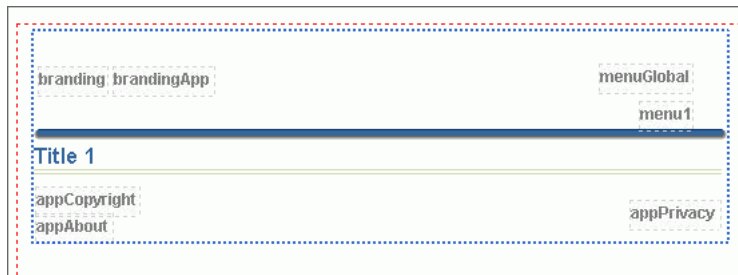 branding brandingApp menuGlobal
menu1
Title 1
appCopyright
appPrivacy
appAbout